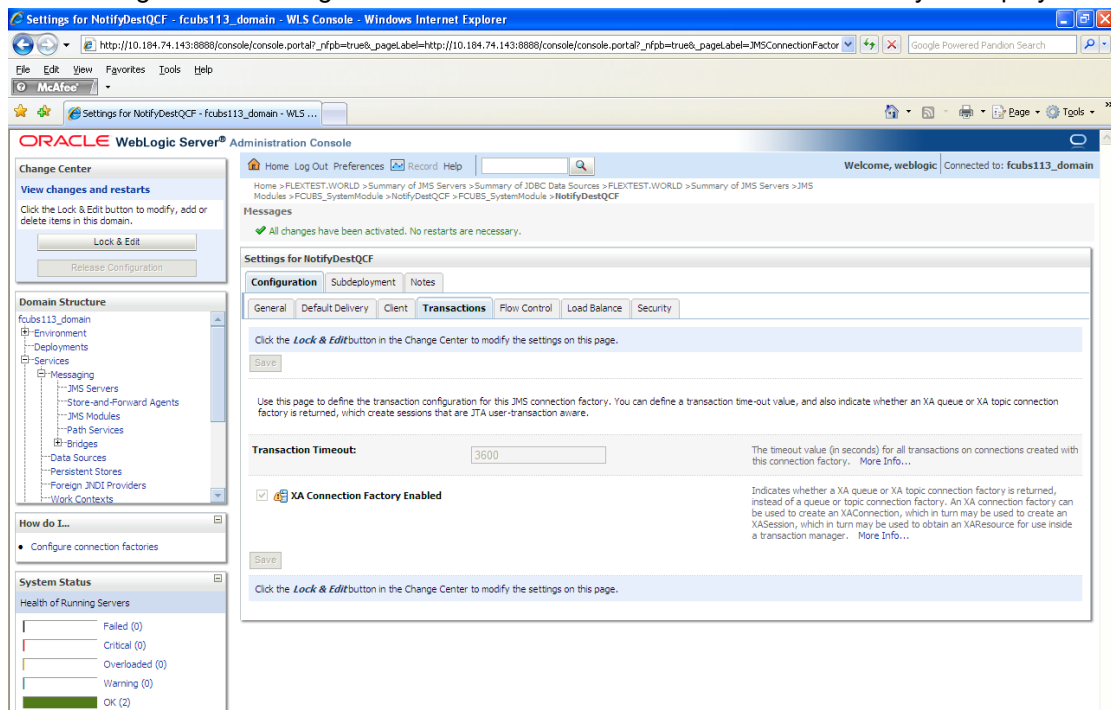 Settings for NotifyDestQCF - fcubs113_domain - WLS Console - Windows Internet Explorer
http://10.184.74.143:8888/console/console.portal?_nfpb=true&_pageLabel=http://10.184.74.143:8888/console/console.portal?_nfpb=true&_pageLabel=JMSConnectionFactor
Google Powered Pandion Search
File Edit View Favorites Tools Help
McAfee
Settings for NotifyDestQCF - fcubs113_domain - WLS ...
Page Tools
ORACLE WebLogic Server® Administration Console
Change Center
View changes and restarts
Click the Lock & Edit button to modify, add or
delete items in this domain.
Lock & Edit
Release Configuration
Domain Structure
fcubs113_domain
Environment
Deployments
Services
Messaging
JMS Servers
Store-and-Forward Agents
JMS Modules
Path Services
Bridges
Data Sources
Persistent Stores
Foreign JNDI Providers
Work Contexts
How do I...
Configure connection factories
System Status
Health of Running Servers
Failed (0)
Critical (0)
Overloaded (0)
Warning (0)
OK (2)
Home Log Out Preferences Record Help
Welcome, weblogic Connected to: fcubs113_domain
Home >FLEXTEST.WORLD >Summary of JMS Servers >Summary of JDBC Data Sources >FLEXTEST.WORLD >Summary of JMS Servers >JMS
Modules >FCUBS_SystemModule >NotifyDestQCF >FCUBS_SystemModule >NotifyDestQCF
Messages
All changes have been activated. No restarts are necessary.
Settings for NotifyDestQCF
Configuration Subdeployment Notes
General Default Delivery Client Transactions Flow Control Load Balance Security
Click the Lock & Edit button in the Change Center to modify the settings on this page.
Save
Use this page to define the transaction configuration for this JMS connection factory. You can define a transaction time-out value, and also indicate whether an XA queue or XA topic connection
factory is returned, which create sessions that are JTA user-transaction aware.
Transaction Timeout:
3600
The timeout value (in seconds) for all transactions on connections created with
this connection factory. More Info...
XA Connection Factory Enabled
Indicates whether a XA queue or XA topic connection factory is returned,
instead of a queue or topic connection factory. An XA connection factory can
be used to create an XAConnection, which in turn may be used to create an
XASession, which in turn may be used to obtain an XAResource for use inside
a transaction manager. More Info...
Save
Click the Lock & Edit button in the Change Center to modify the settings on this page.